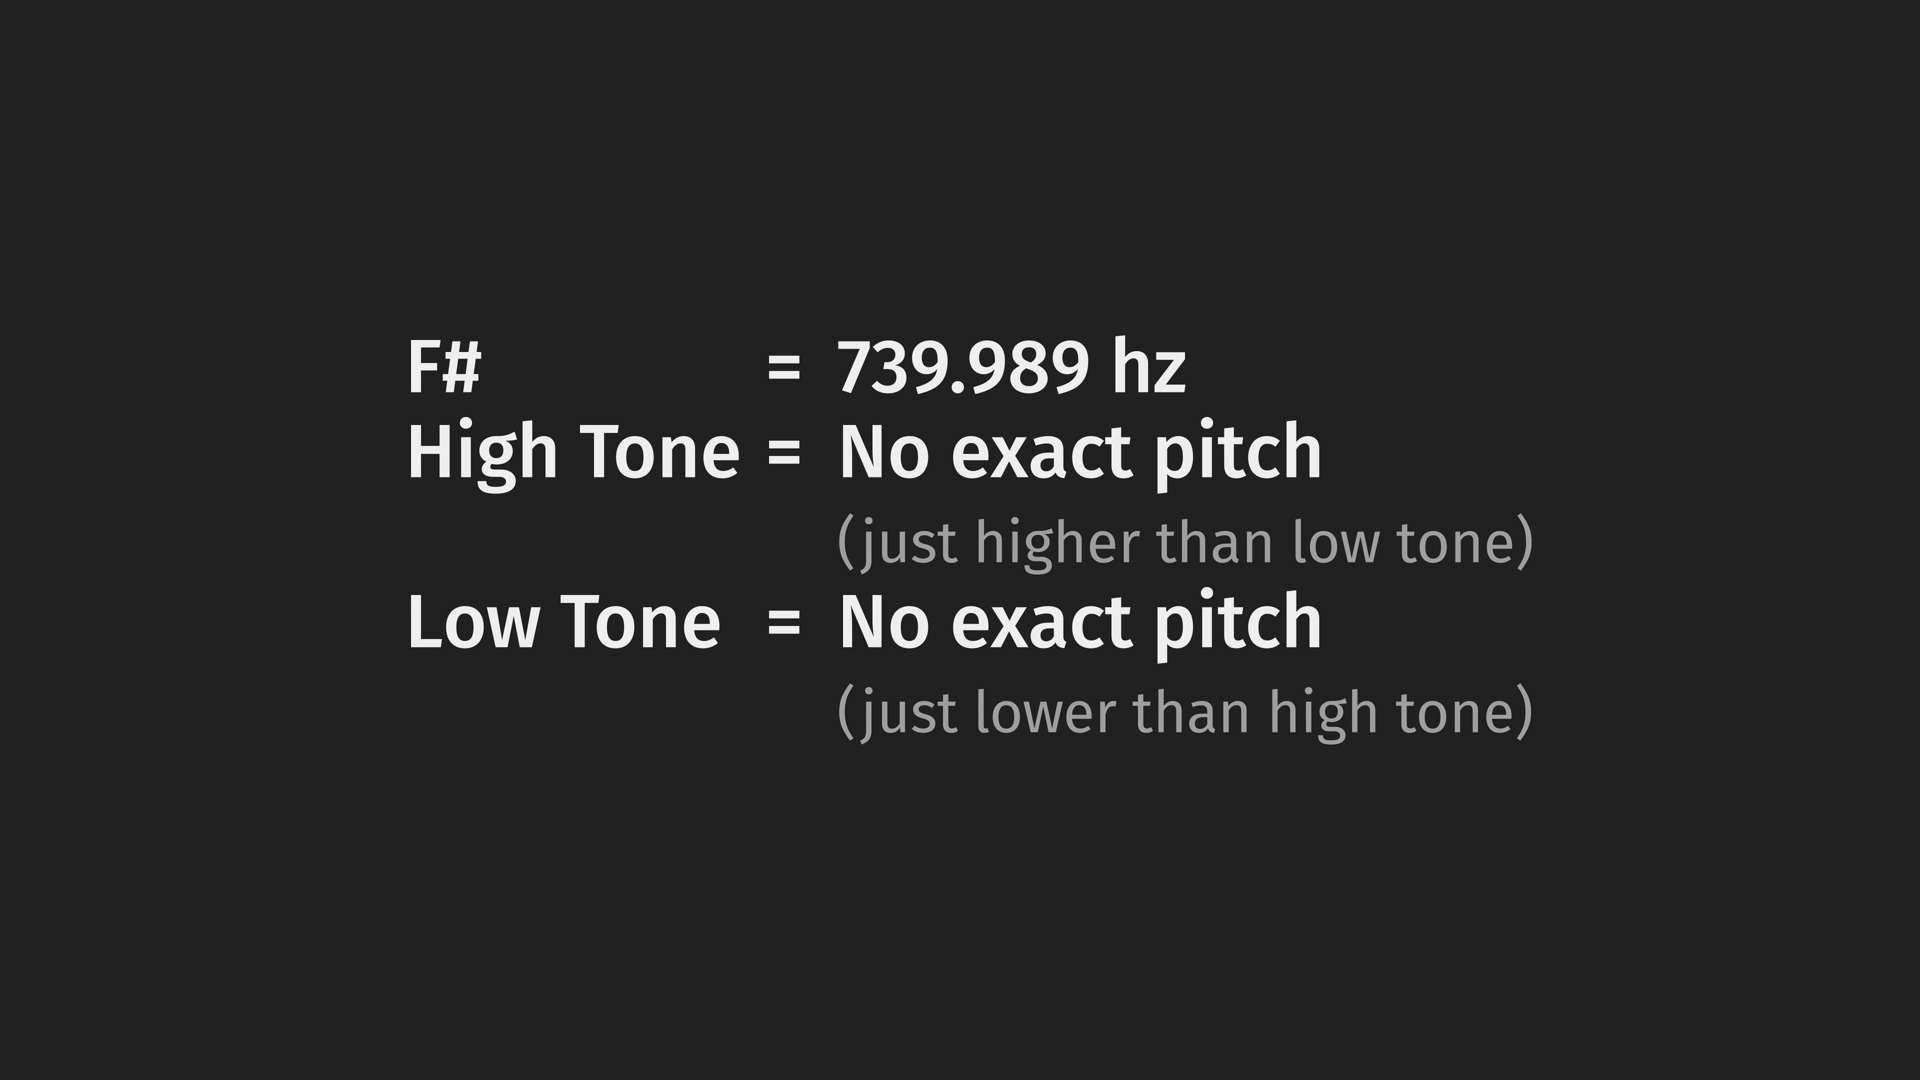 F# = 739.989 hz
High Tone = No exact pitch
(just higher than low tone)
Low Tone = No exact pitch
(just lower than high tone)